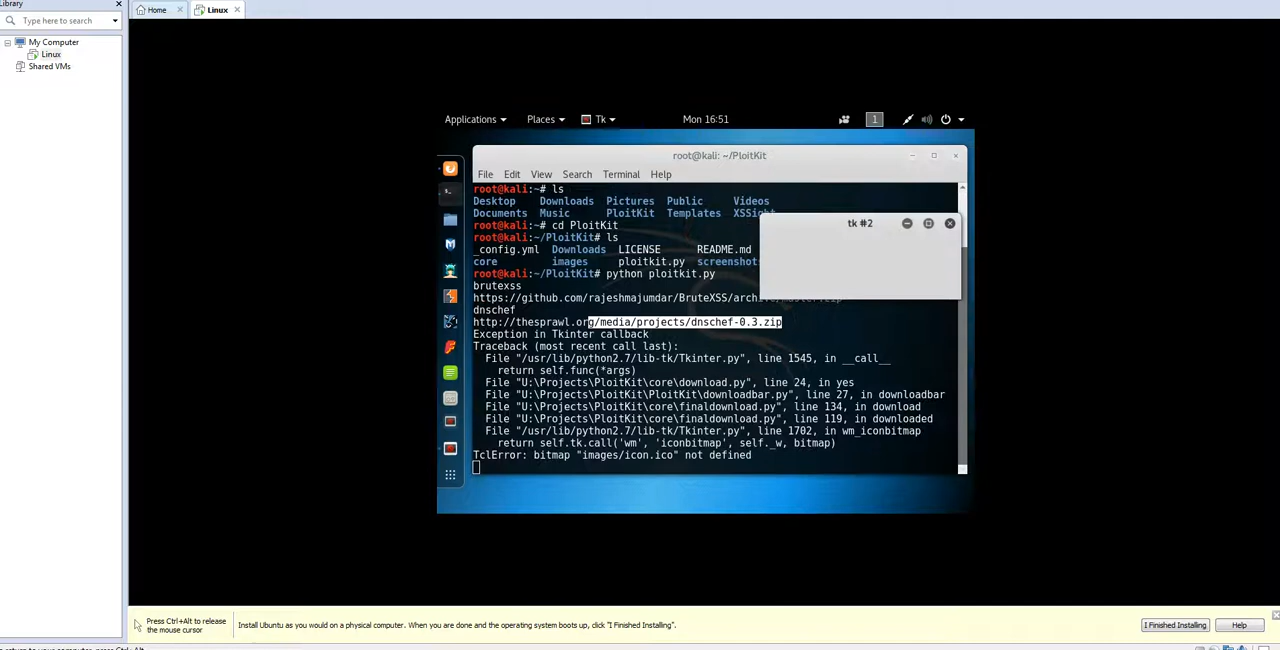 Library
Type here to search
My Computer
Linux
Shared VMs
Home
Linux
Applications Places Tk Mon 16:51 1
root@kali: ~/PloitKit
File Edit View Search Terminal Help
root@kali:~# ls
Desktop Downloads Pictures Public Videos
Documents Music PloitKit Templates XSSight
root@kali:~# cd PloitKit
root@kali:~/PloitKit# ls
_config.yml Downloads LICENSE README.md
core images ploitkit.py screenshots
root@kali:~/PloitKit# python ploitkit.py
brutexss
https://github.com/rajeshmajumdar/BruteXSS/archive/master.zip
dnschef
http://thesprawl.org/media/projects/dnschef-0.3.zip
Exception in Tkinter callback
Traceback (most recent call last):
File "/usr/lib/python2.7/lib-tk/Tkinter.py", line 1545, in __call__
return self.func(*args)
File "U:\Projects\PloitKit\core\download.py", line 24, in yes
File "U:\Projects\PloitKit\PloitKit\downloadbar.py", line 27, in downloadbar
File "U:\Projects\PloitKit\core\finaldownload.py", line 134, in download
File "U:\Projects\PloitKit\core\finaldownload.py", line 119, in downloaded
File "/usr/lib/python2.7/lib-tk/Tkinter.py", line 1702, in wm_iconbitmap
return self.tk.call('wm', 'iconbitmap', self._w, bitmap)
TclError: bitmap "images/icon.ico" not defined
tk #2
Press Ctrl+Alt to release
the mouse cursor
Install Ubuntu as you would on a physical computer. When you are done and the operating system boots up, click "I Finished Installing".
I Finished Installing
Help
return to your computer, press Ctrl+Alt.